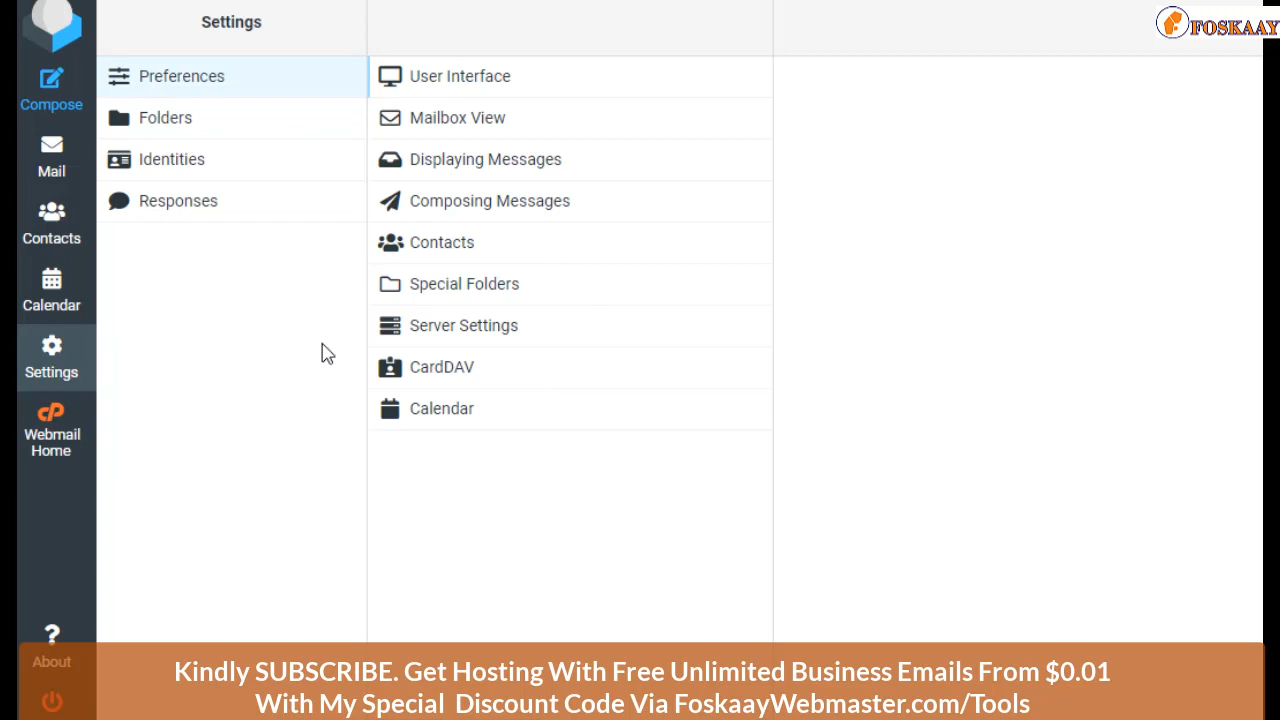 Settings
FOSKAAY
Compose
Mail
Contacts
Calendar
Settings
Webmail
Home
About
Preferences
Folders
Identities
Responses
User Interface
Mailbox View
Displaying Messages
Composing Messages
Contacts
Special Folders
Server Settings
CardDAV
Calendar
Kindly SUBSCRIBE. Get Hosting With Free Unlimited Business Emails From $0.01
With My Special Discount Code Via FoskaayWebmaster.com/Tools